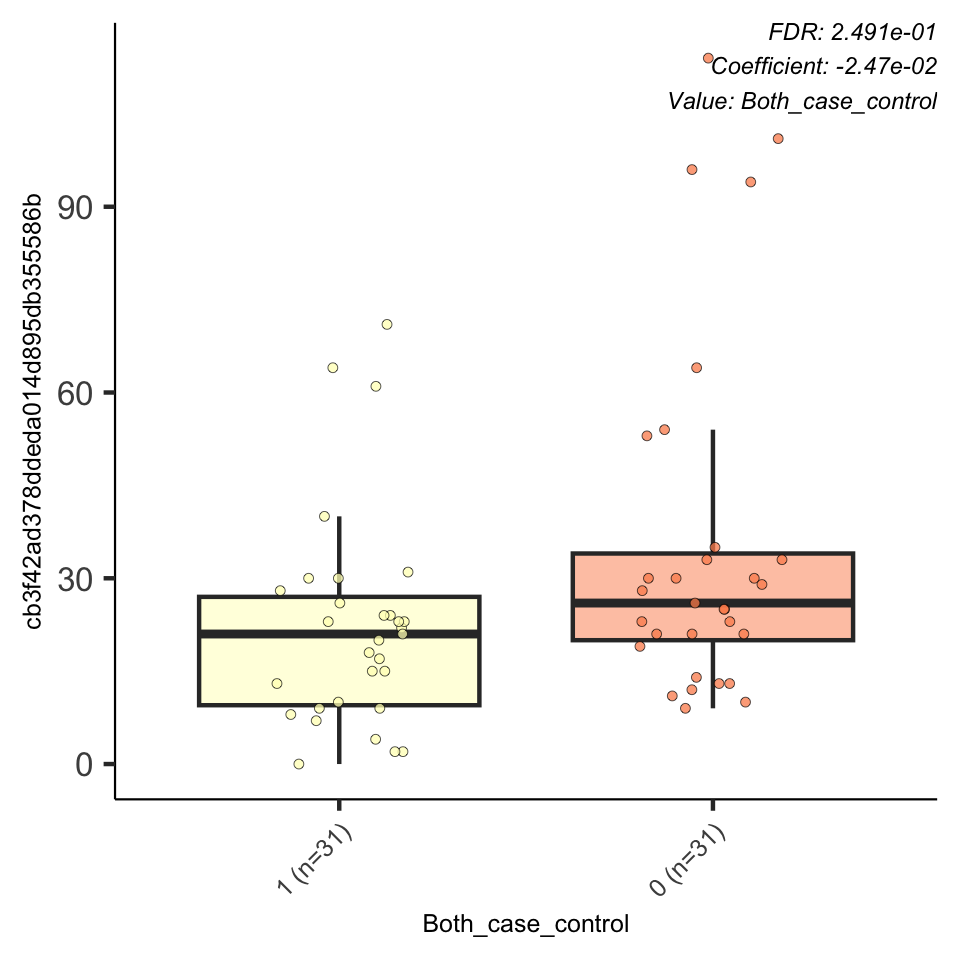 FDR: 2.491e-01
Coefficient: -2.47e-02
Value: Both_case_control
cb3f42ad378ddeda014d895db355586b
90
60
30
0
1 (n=31)
0 (n=31)
Both_case_control